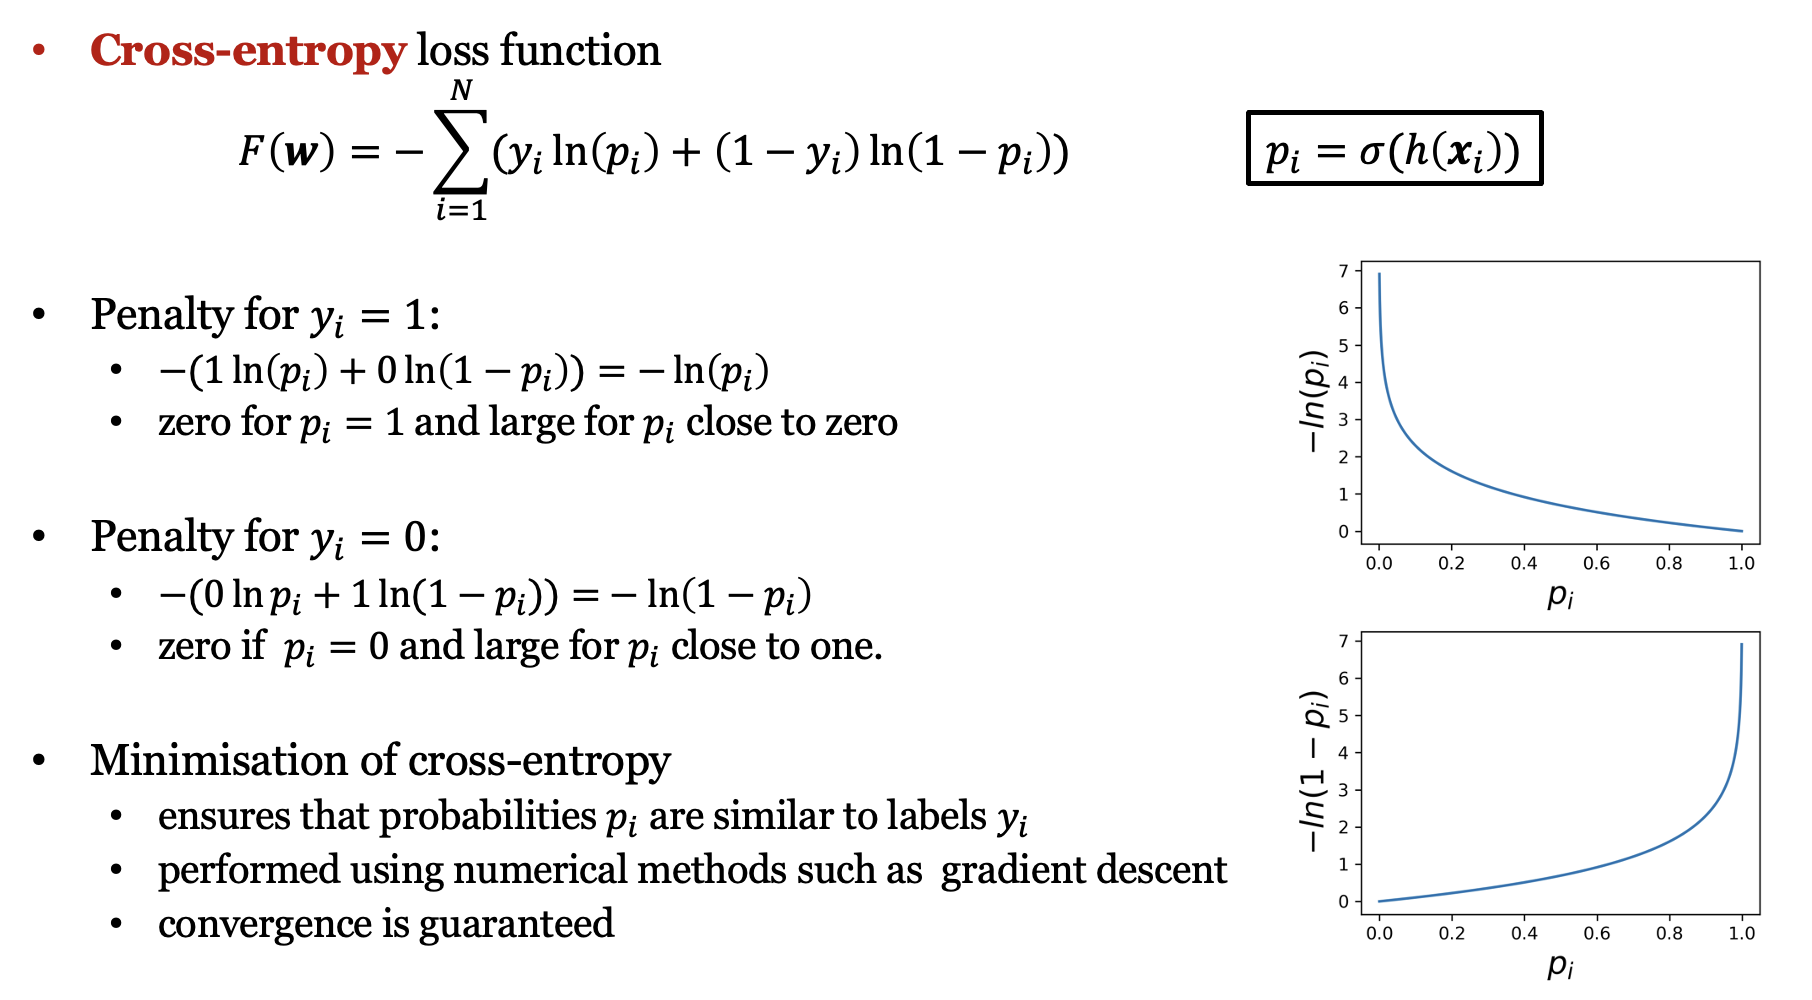 • Cross-entropy loss function
F(w) = − ∑_{i=1}^{N} (y_i ln(p_i) + (1 − y_i) ln(1 − p_i))
p_i = σ(h(x_i))
• Penalty for y_i = 1:
• −(1 ln(p_i) + 0 ln(1 − p_i)) = − ln(p_i)
• zero for p_i = 1 and large for p_i close to zero
7
6
5
4
3
2
1
0
−ln(p_i)
0.0 0.2 0.4 0.6 0.8 1.0
p_i
• Penalty for y_i = 0:
• −(0 ln p_i + 1 ln(1 − p_i)) = − ln(1 − p_i)
• zero if p_i = 0 and large for p_i close to one.
7
6
5
4
3
2
1
0
−ln(1 − p_i)
0.0 0.2 0.4 0.6 0.8 1.0
p_i
• Minimisation of cross-entropy
• ensures that probabilities p_i are similar to labels y_i
• performed using numerical methods such as gradient descent
• convergence is guaranteed